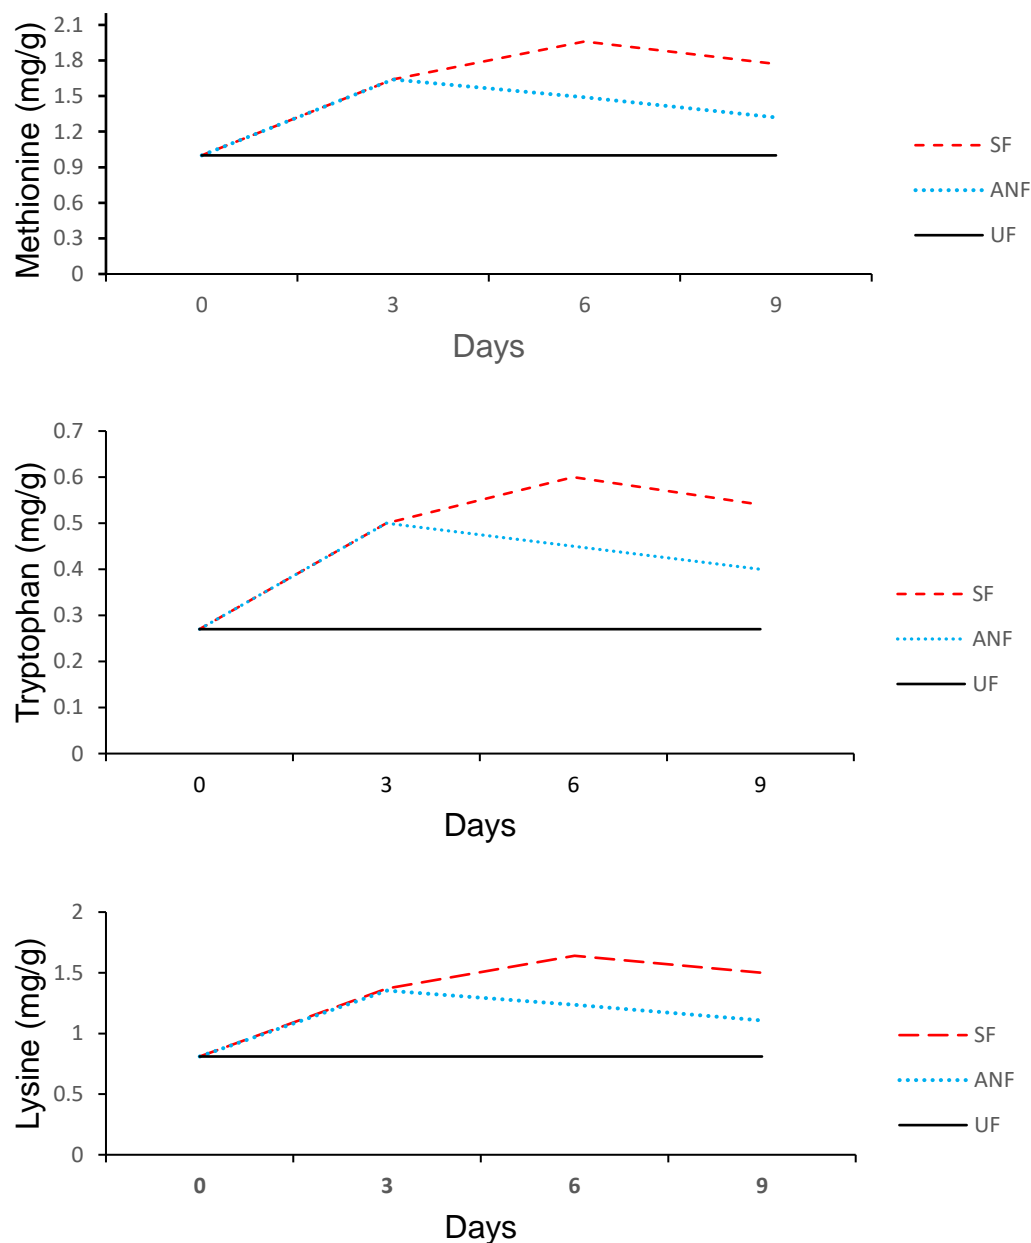 Methionine (mg/g)
2.1
1.8
1.5
1.2
0.9
0.6
0.3
0
0 3 6 9
Days
SF
ANF
UF
Tryptophan (mg/g)
0.7
0.6
0.5
0.4
0.3
0.2
0.1
0
0 3 6 9
Days
SF
ANF
UF
Lysine (mg/g)
2
1.5
1
0.5
0
0 3 6 9
Days
SF
ANF
UF